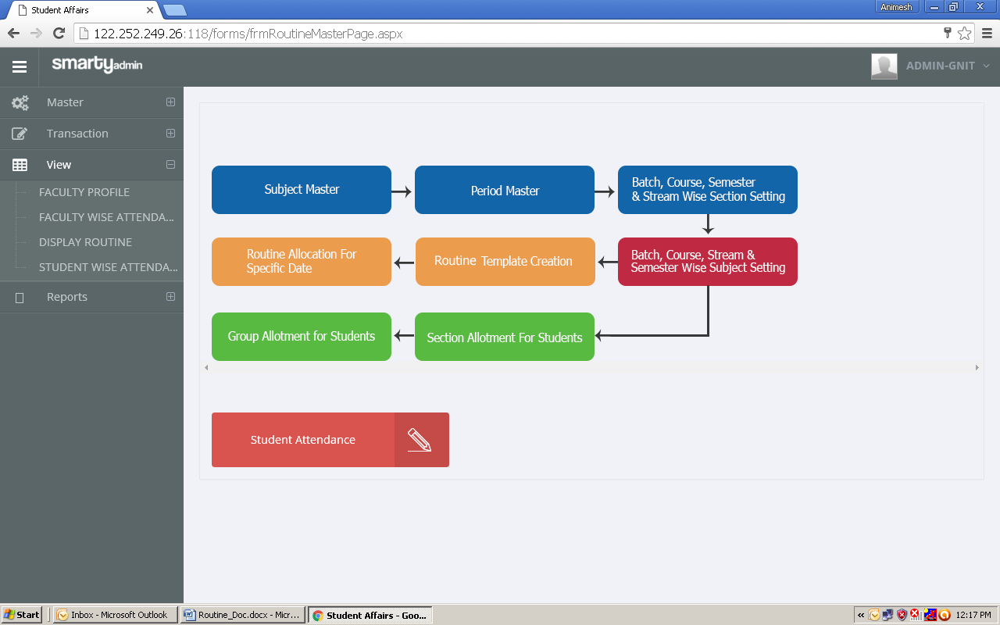 Student Affairs
Animesh
122.252.249.26:118/forms/frmRoutineMasterPage.aspx
smartyadmin
ADMIN-GNIT
Master
Transaction
View
FACULTY PROFILE
FACULTY WISE ATTENDA...
DISPLAY ROUTINE
STUDENT WISE ATTENDA...
Reports
Subject Master
Period Master
Batch, Course, Semester
& Stream Wise Section Setting
Routine Allocation For
Specific Date
Routine Template Creation
Batch, Course, Stream &
Semester Wise Subject Setting
Group Allotment for Students
Section Allotment For Students
Student Attendance
Start
Inbox - Microsoft Outlook
Routine_Doc.docx - Micr...
Student Affairs - Goo...
12:17 PM